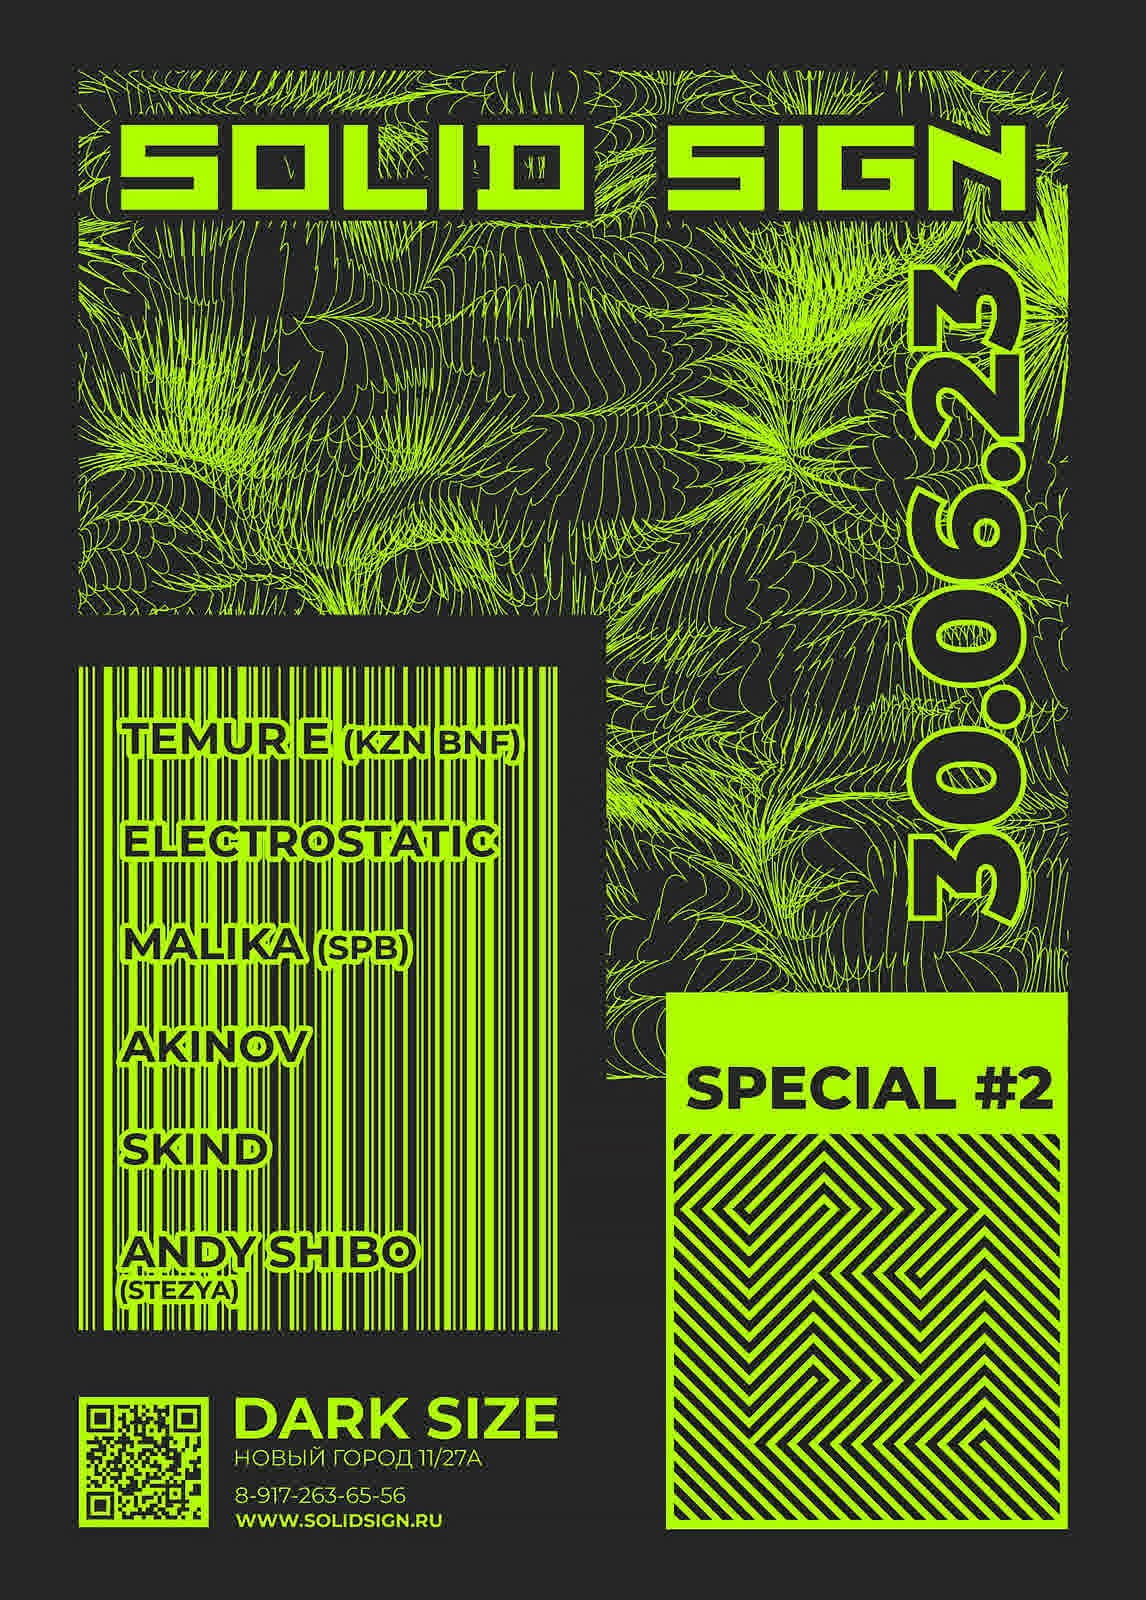 SOLID SIGN
30.06.23
TEMUR E (KZN BNF)
ELECTROSTATIC
MALIKA (SPB)
AKINOV
SKIND
ANDY SHIBO
(STEZYA)
SPECIAL #2
DARK SIZE
НОВЫЙ ГОРОД 11/27А
8-917-263-65-56
WWW.SOLIDSIGN.RU